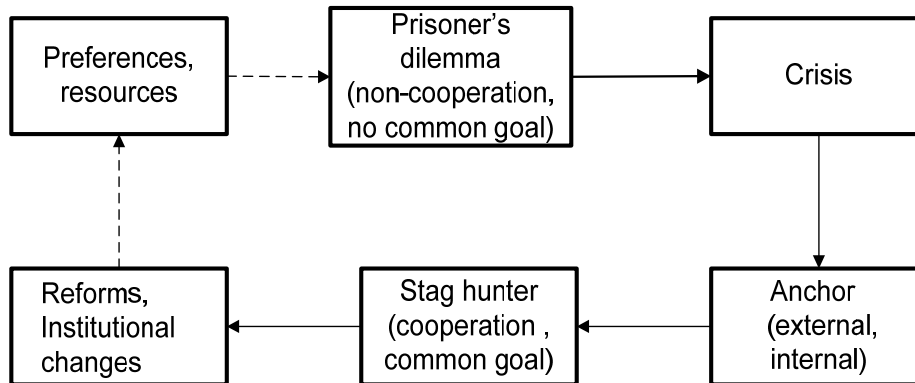 Preferences,
resources
Prisoner’s
dilemma
(non-cooperation,
no common goal)
Crisis
Reforms,
Institutional
changes
Stag hunter
(cooperation ,
common goal)
Anchor
(external,
internal)